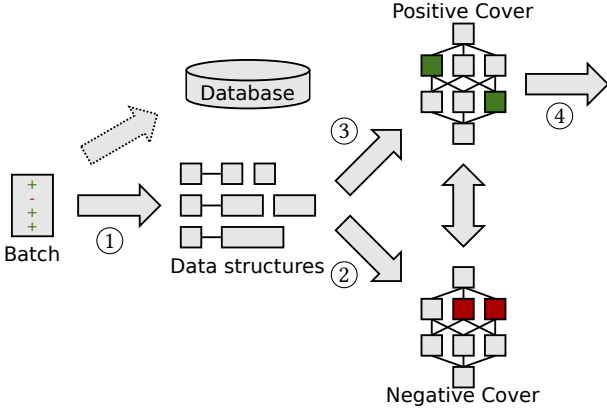 Positive Cover
Database
④
③
+
-
+
+
①
Batch
Data structures
②
Negative Cover